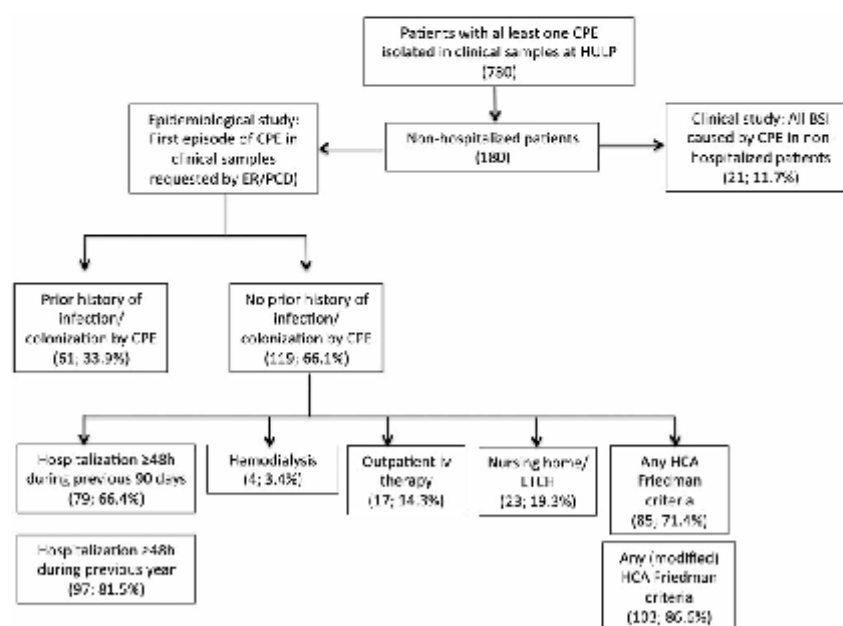 Patients with al least one CPE
isolated in clinical samples at HULP
(780)
Epidemiological study:
First episode of CPE in
clinical samples
requested by ER/PCD)
Non-hospitalized patients
(180)
Clinical study: All BSI
caused by CPE in non-
hospitalized patients
(21; 11.7%)
Prior history of
infection/
colonization by CPE
(61; 33.9%)
No prior history of
infection/
colonization by CPE
(119; 66.1%)
Hospitalization ≥48h
during previous 90 days
(79; 66.4%)
Hemodialysis
(4; 3.4%)
Outpatient iv
therapy
(17; 14.3%)
Nursing home/
LTCH
(23; 19.3%)
Any HCA
Friedman
criteria
(85; 71.4%)
Hospitalization ≥48h
during previous year
(97; 81.5%)
Any (modified)
HCA Friedman
criteria
(103; 86.6%)